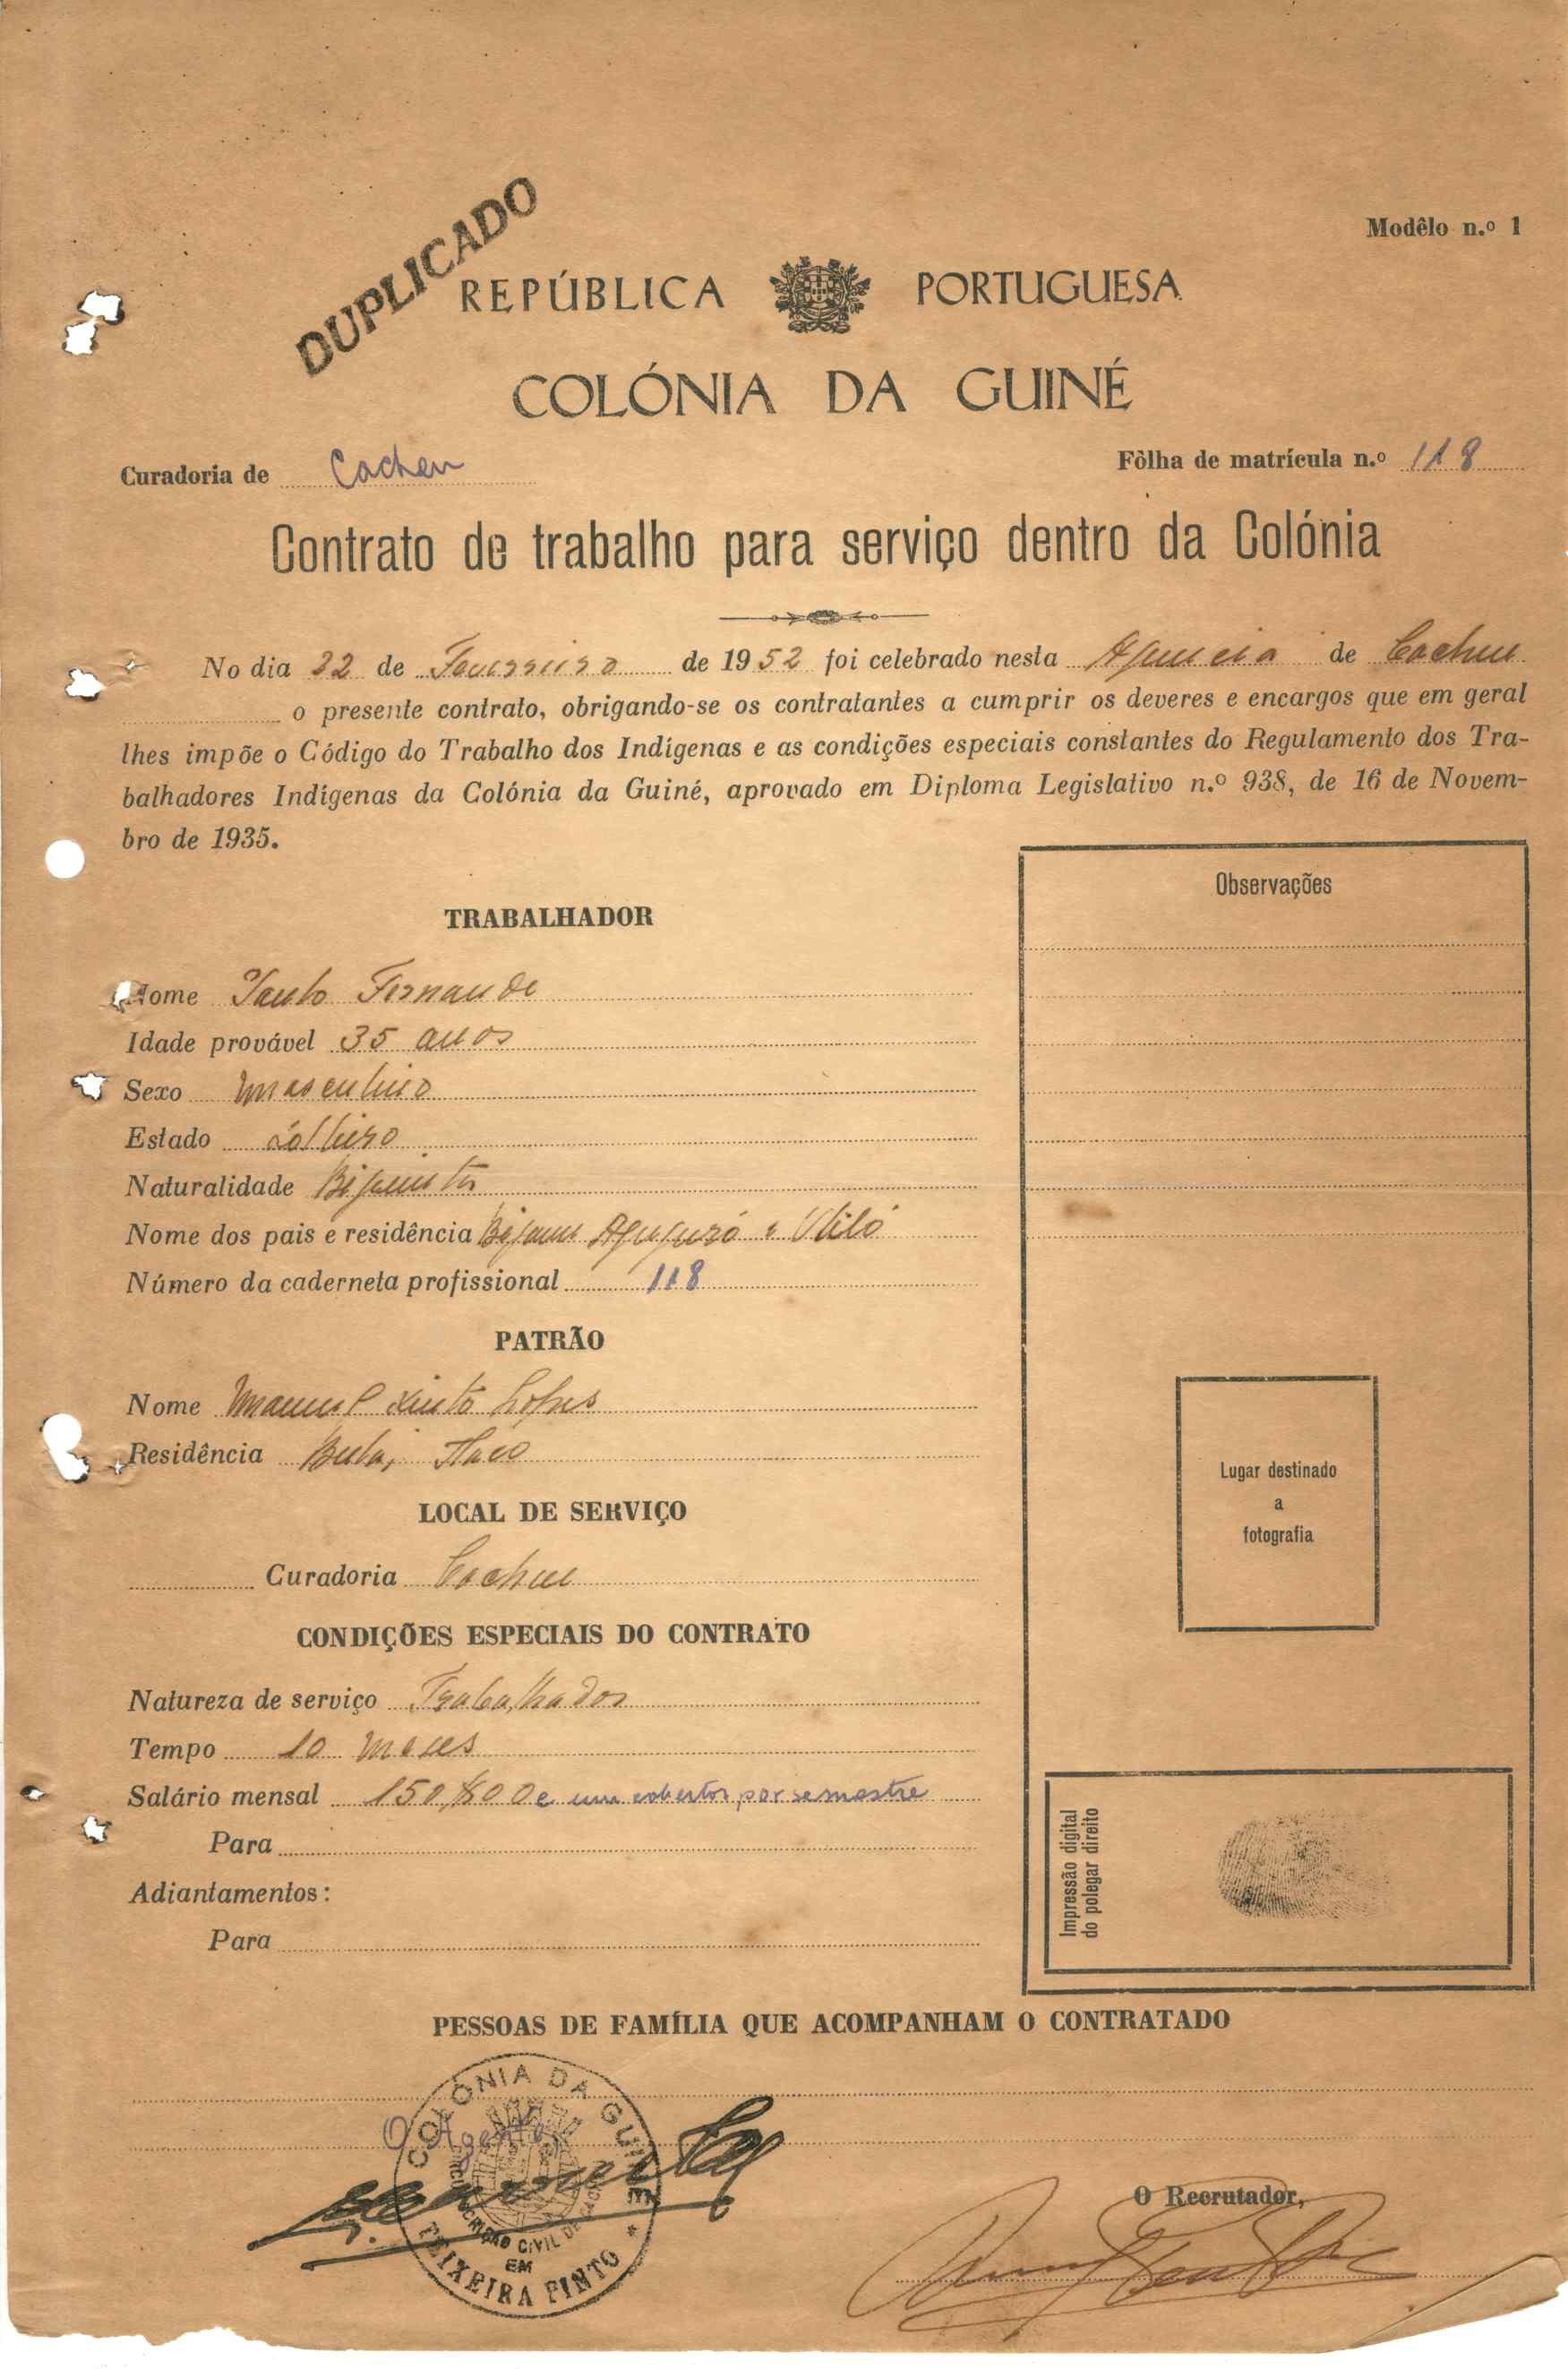 DUPLICADO
Modêlo n.º 1
REPÚBLICA PORTUGUESA
COLÓNIA DA GUINÉ
Curadoria de Cacheu
Fôlha de matrícula n.º 118
Contrato de trabalho para serviço dentro da Colónia
No dia 22 de Fevereiro de 1952 foi celebrado nesta Agencia de Cacheu
o presente contrato, obrigando-se os contratantes a cumprir os deveres e encargos que em geral
lhes impõe o Código do Trabalho dos Indígenas e as condições especiais constantes do Regulamento dos Tra-
balhadores Indígenas da Colónia da Guiné, aprovado em Diploma Legislativo n.º 938, de 16 de Novem-
bro de 1935.
Observações
TRABALHADOR
Nome Fernande
Idade provável 35 anos
Sexo masculino
Estado solteiro
Naturalidade
Nome dos pais e residência
Número da caderneta profissional 118
PATRÃO
Nome Manuel Pinto Lopes
Residência
LOCAL DE SERVIÇO
Curadoria Cacheu
CONDIÇÕES ESPECIAIS DO CONTRATO
Natureza de serviço Trabalhador
Tempo 10 meses
Salário mensal 150$00 e um cobertor por semestre
Para
Adiantamentos:
Para
Lugar destinado
a
fotografia
Impressão digital
do polegar direito
PESSOAS DE FAMÍLIA QUE ACOMPANHAM O CONTRATADO
O Agente
COLÓNIA DA GUINÉ
CIRCUNSCRIÇÃO CIVIL DE CACHEU
EM
TEIXEIRA PINTO
O Recrutador,